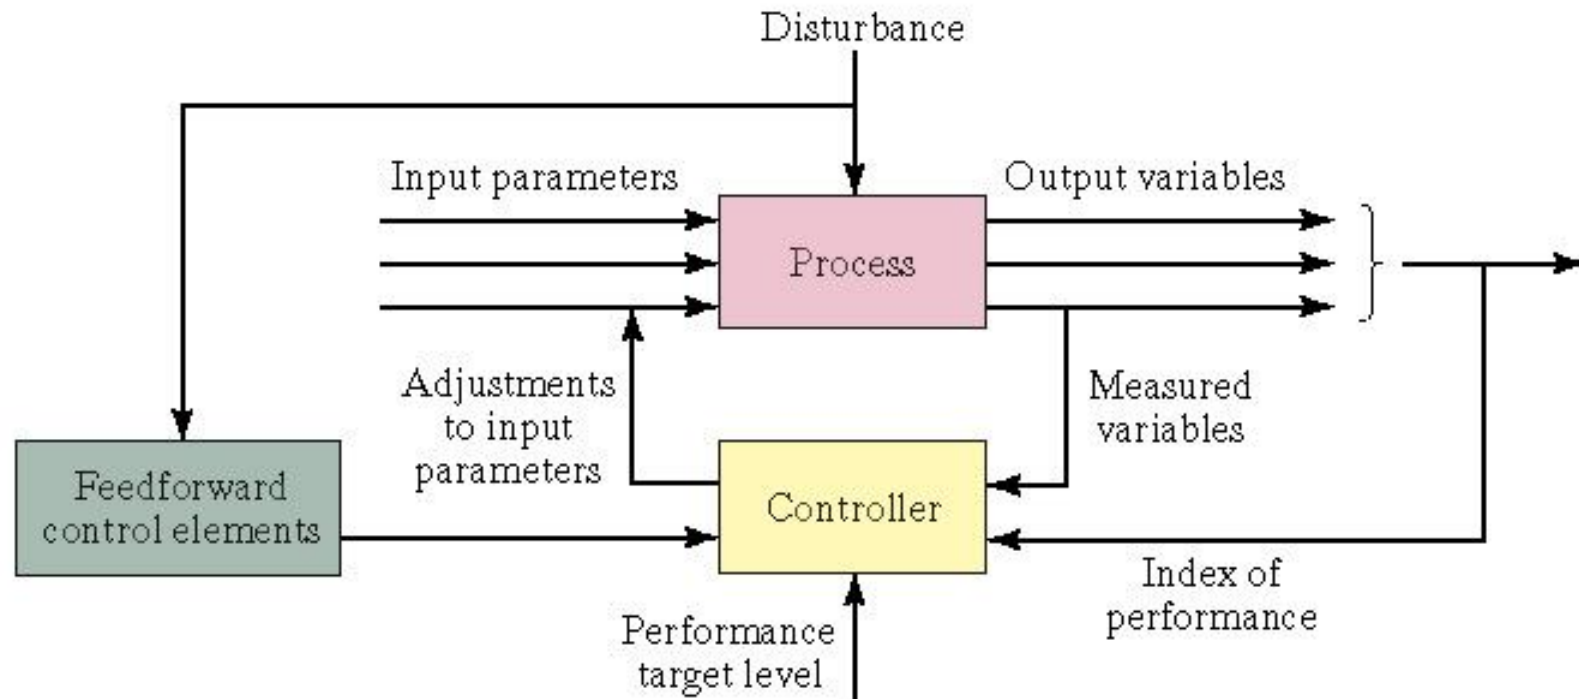 Disturbance
Input parameters
Output variables
Process
Adjustments
to input
parameters
Measured
variables
Feedforward
control elements
Controller
Index of
performance
Performance
target level